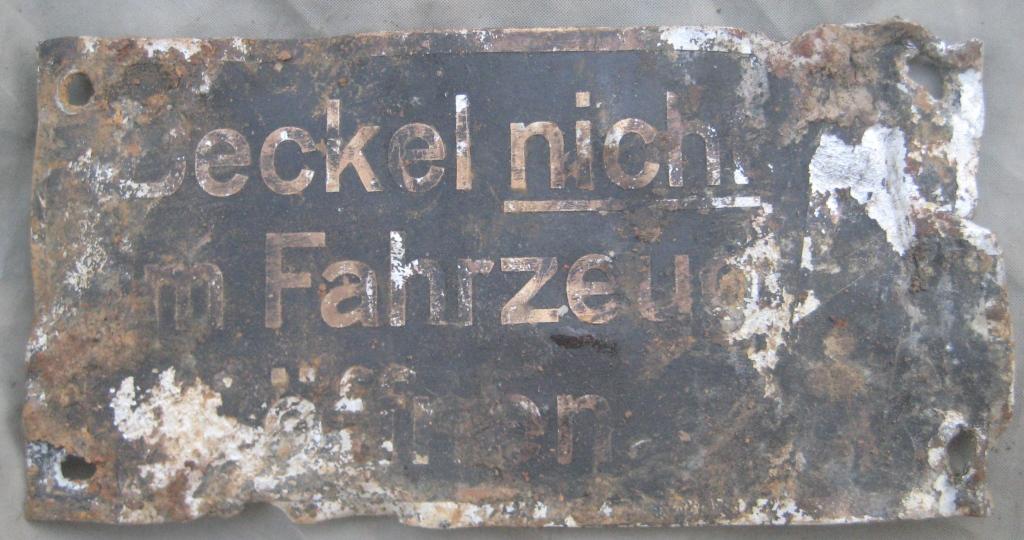 Deckel nicht
im Fahrzeug
öffnen